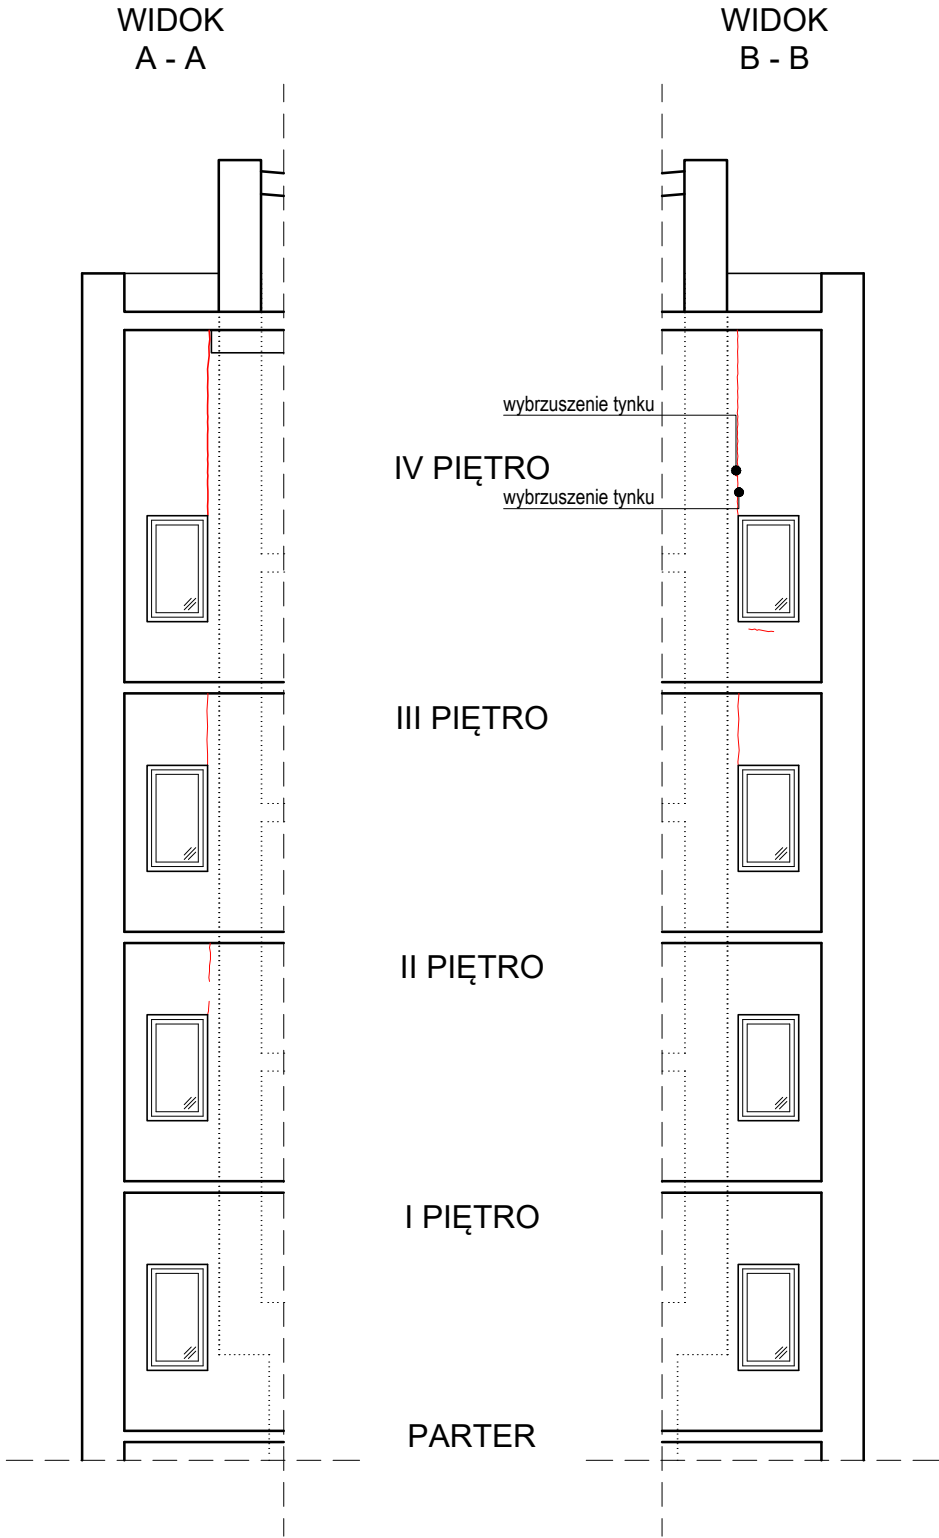 WIDOK
A - A
WIDOK
B - B
wybrzuszenie tynku
IV PIĘTRO
wybrzuszenie tynku
III PIĘTRO
II PIĘTRO
I PIĘTRO
PARTER